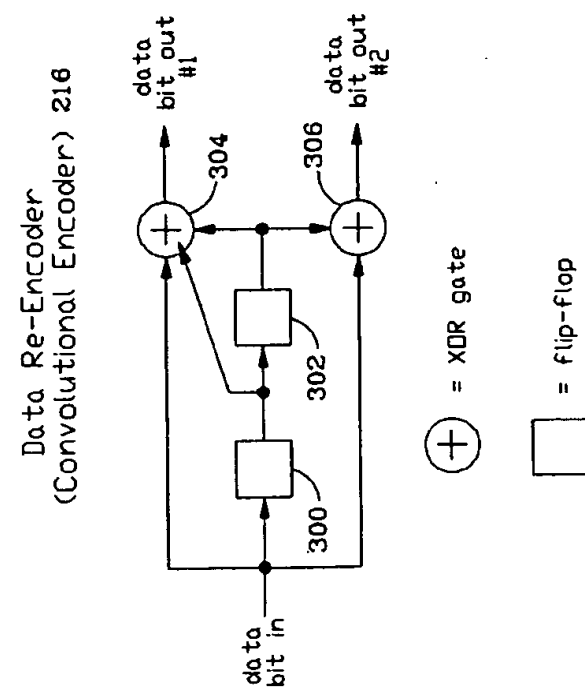 Data Re-Encoder
(Convolutional Encoder) 216
data
bit in
300
302
304
306
data
bit out
#1
data
bit out
#2
= XOR gate
= flip-flop